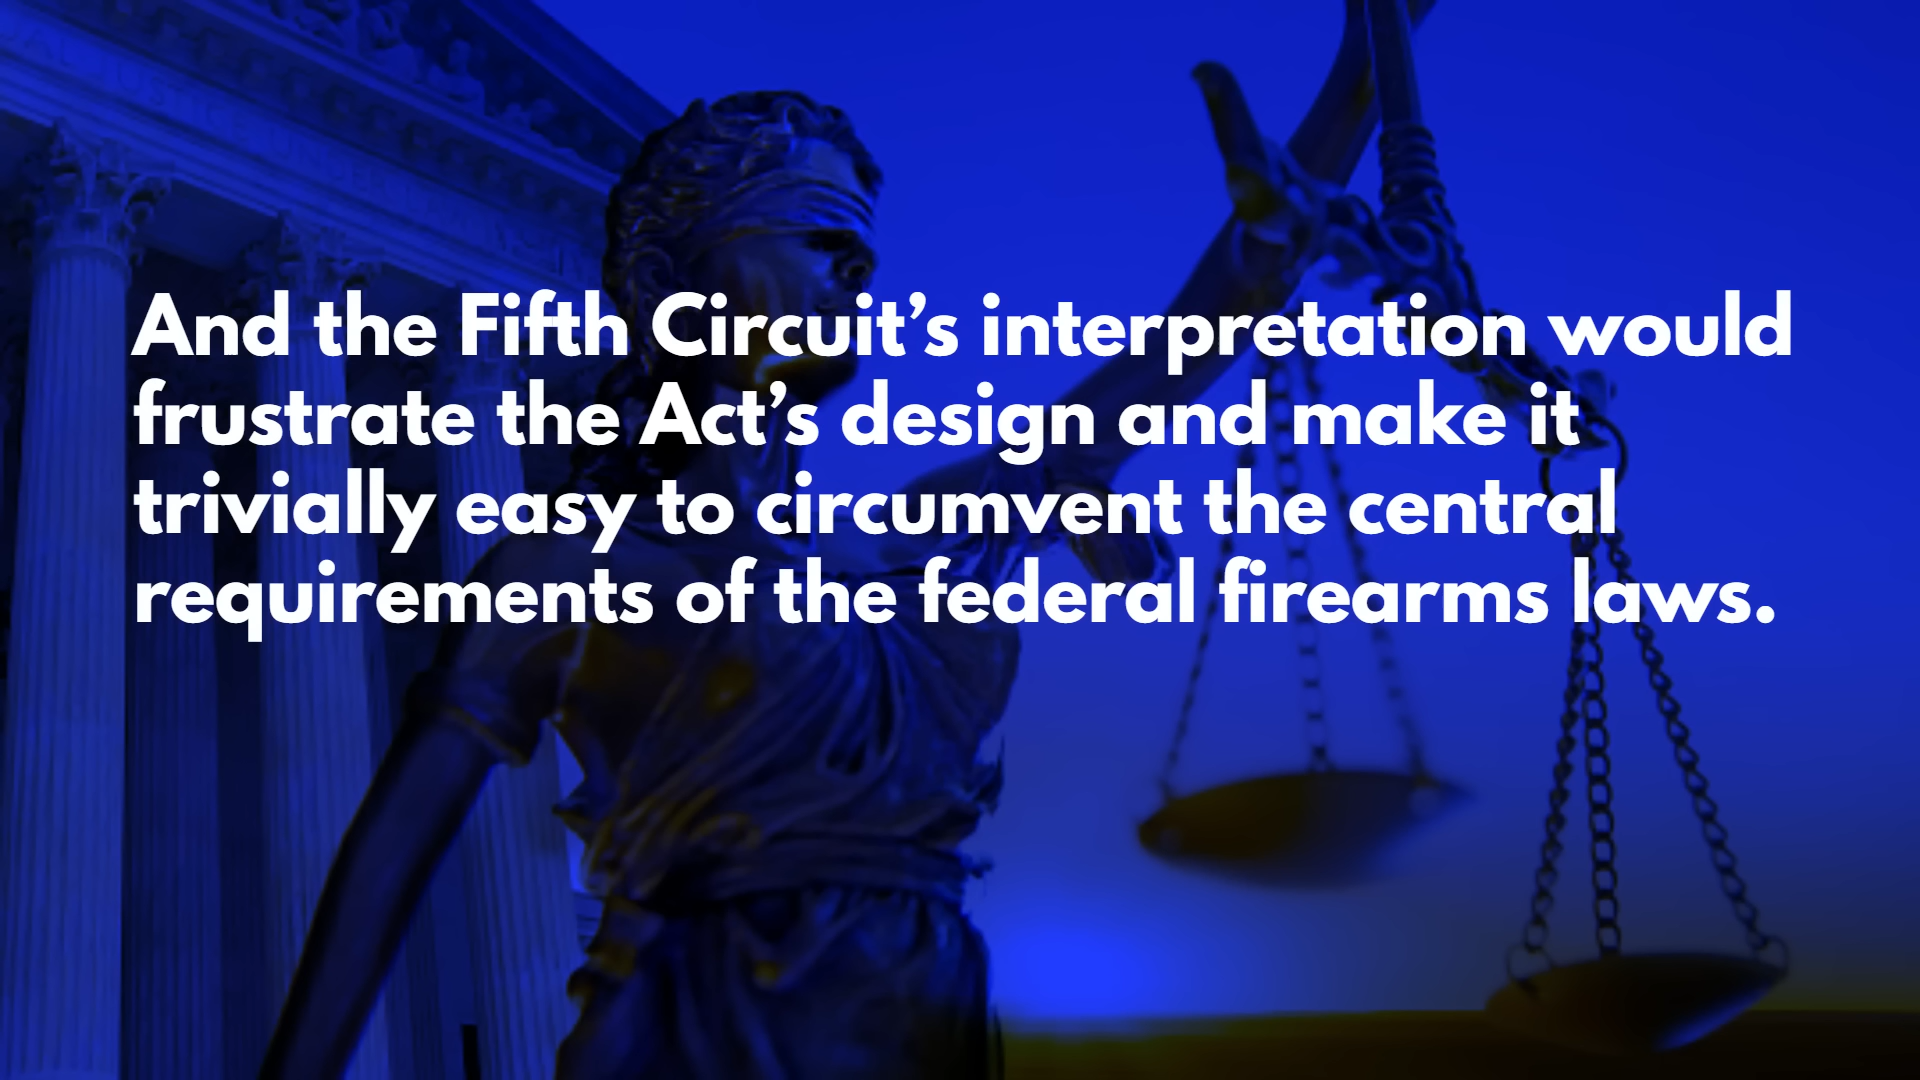 And the Fifth Circuit’s interpretation would
frustrate the Act’s design and make it
trivially easy to circumvent the central
requirements of the federal firearms laws.